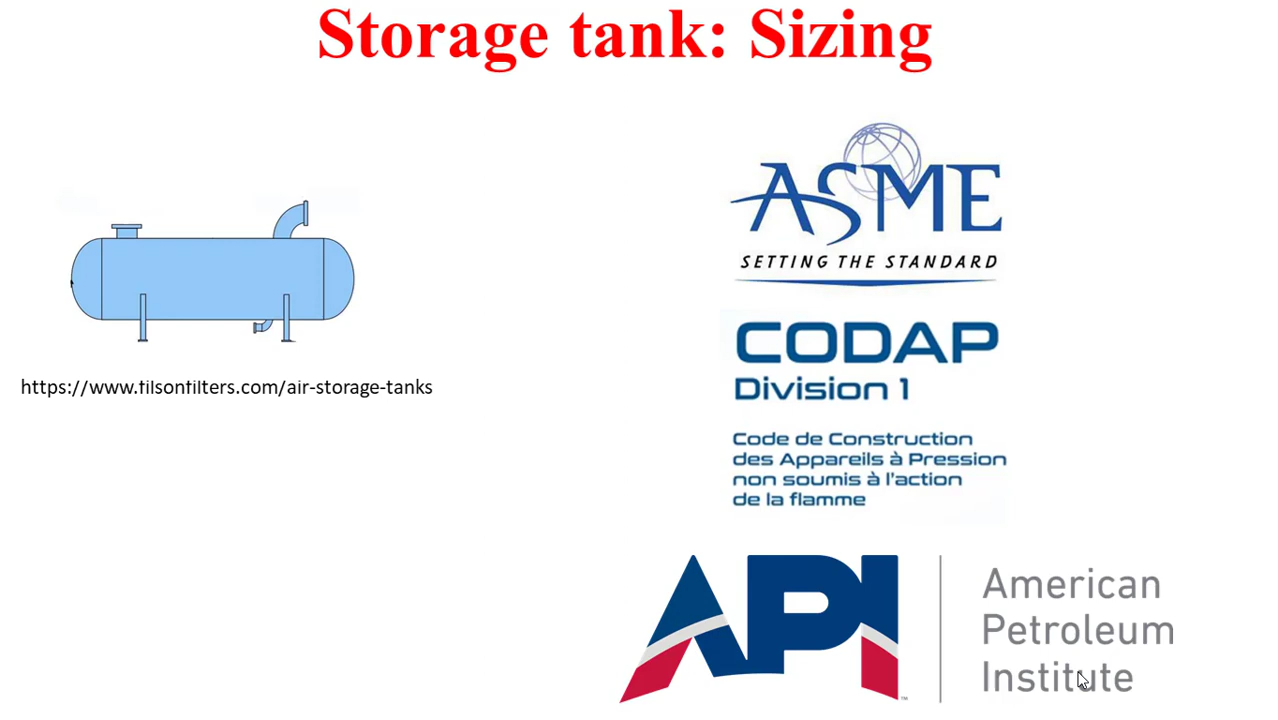 Storage tank: Sizing
ASME
SETTING THE STANDARD
https://www.tilsonfilters.com/air-storage-tanks
CODAP
Division 1
Code de Construction
des Appareils à Pression
non soumis à l'action
de la flamme
API
™
American
Petroleum
Institute